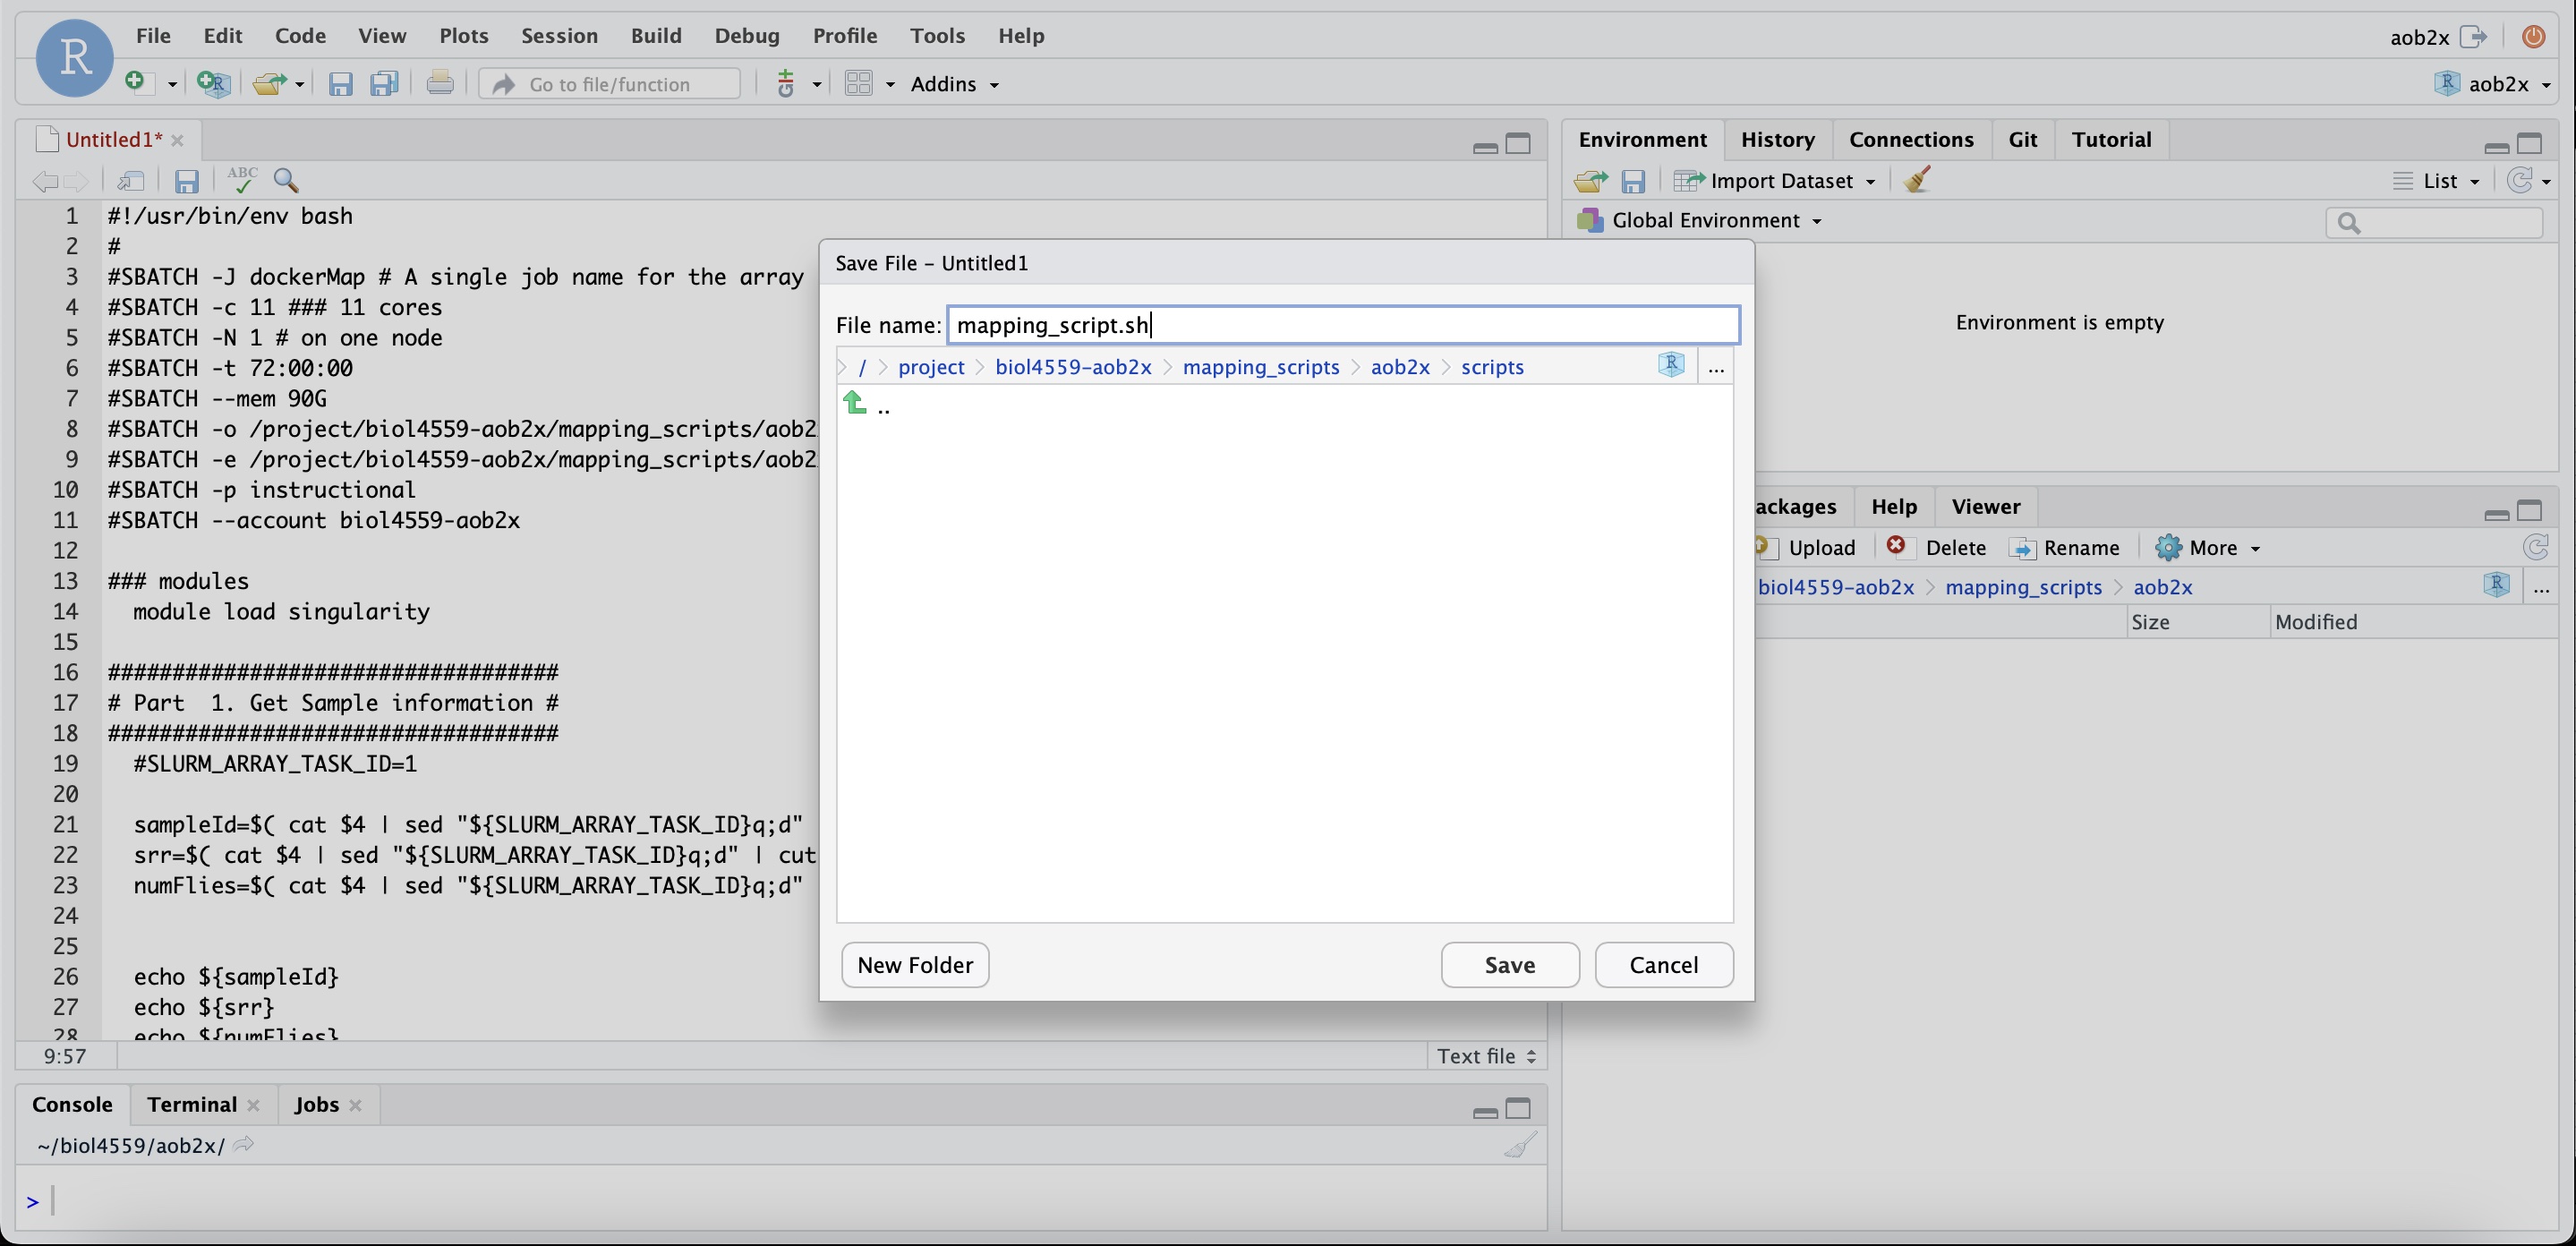 R File Edit Code View Plots Session Build Debug Profile Tools Help aob2x
R Go to file/function Addins R aob2x
Untitled1*
ABC
1 #!/usr/bin/env bash
2 #
3 #SBATCH -J dockerMap # A single job name for the array
4 #SBATCH -c 11 ### 11 cores
5 #SBATCH -N 1 # on one node
6 #SBATCH -t 72:00:00
7 #SBATCH --mem 90G
8 #SBATCH -o /project/biol4559-aob2x/mapping_scripts/aob2
9 #SBATCH -e /project/biol4559-aob2x/mapping_scripts/aob2
10 #SBATCH -p instructional
11 #SBATCH --account biol4559-aob2x
12
13 ### modules
14 module load singularity
15
16 ###################################
17 # Part  1. Get Sample information #
18 ###################################
19 #SLURM_ARRAY_TASK_ID=1
20
21 sampleId=$( cat $4 | sed "${SLURM_ARRAY_TASK_ID}q;d"
22 srr=$( cat $4 | sed "${SLURM_ARRAY_TASK_ID}q;d" | cut
23 numFlies=$( cat $4 | sed "${SLURM_ARRAY_TASK_ID}q;d"
24
25
26 echo ${sampleId}
27 echo ${srr}
28 echo ${numFlies}
9:57 Text file
Console Terminal Jobs
~/biol4559/aob2x/
>
Save File – Untitled1
File name: mapping_script.sh
/ project biol4559-aob2x mapping_scripts aob2x scripts R ...
..
New Folder Save Cancel
Environment History Connections Git Tutorial
Import Dataset List
Global Environment
Environment is empty
ackages Help Viewer
Upload Delete Rename More
biol4559-aob2x mapping_scripts aob2x R ...
Size Modified